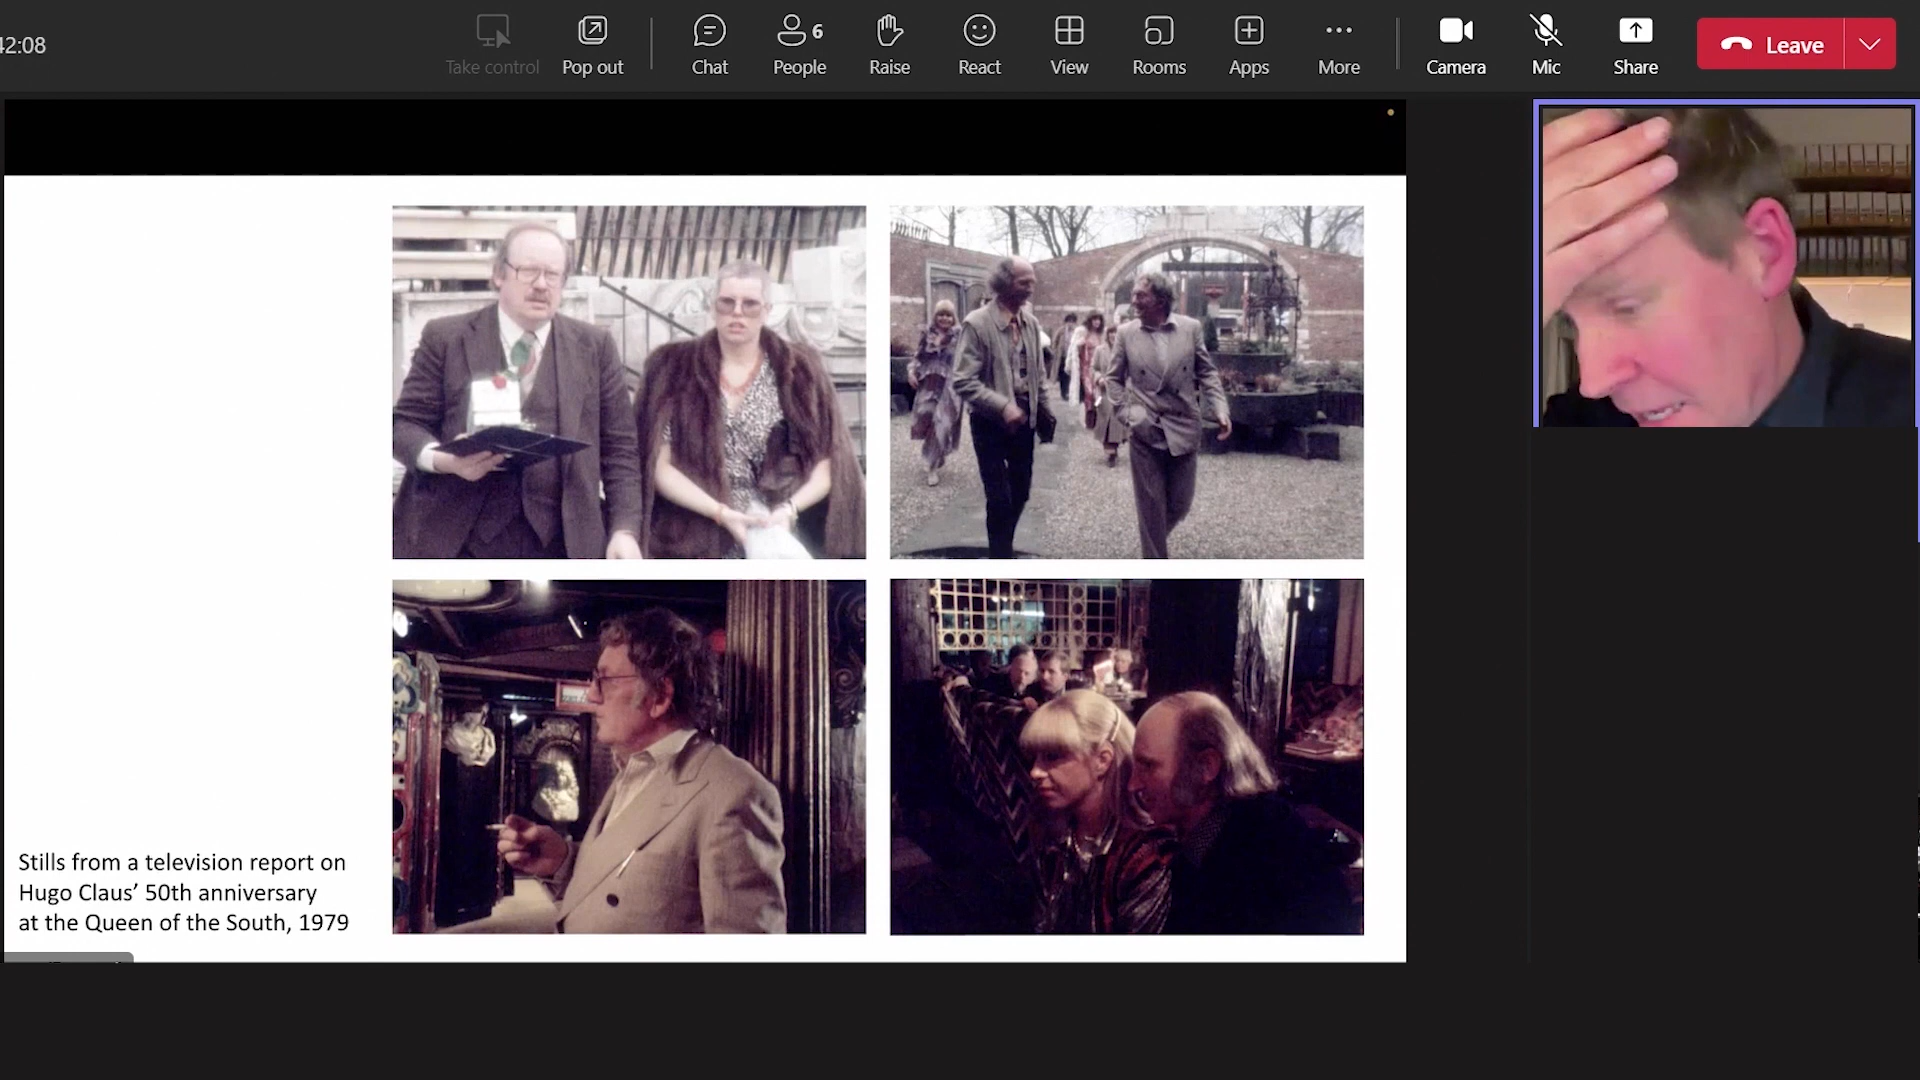 42:08
Take control
Pop out
Chat
6
People
Raise
React
View
Rooms
Apps
More
Camera
Mic
Share
Leave
Stills from a television report on
Hugo Claus’ 50th anniversary
at the Queen of the South, 1979